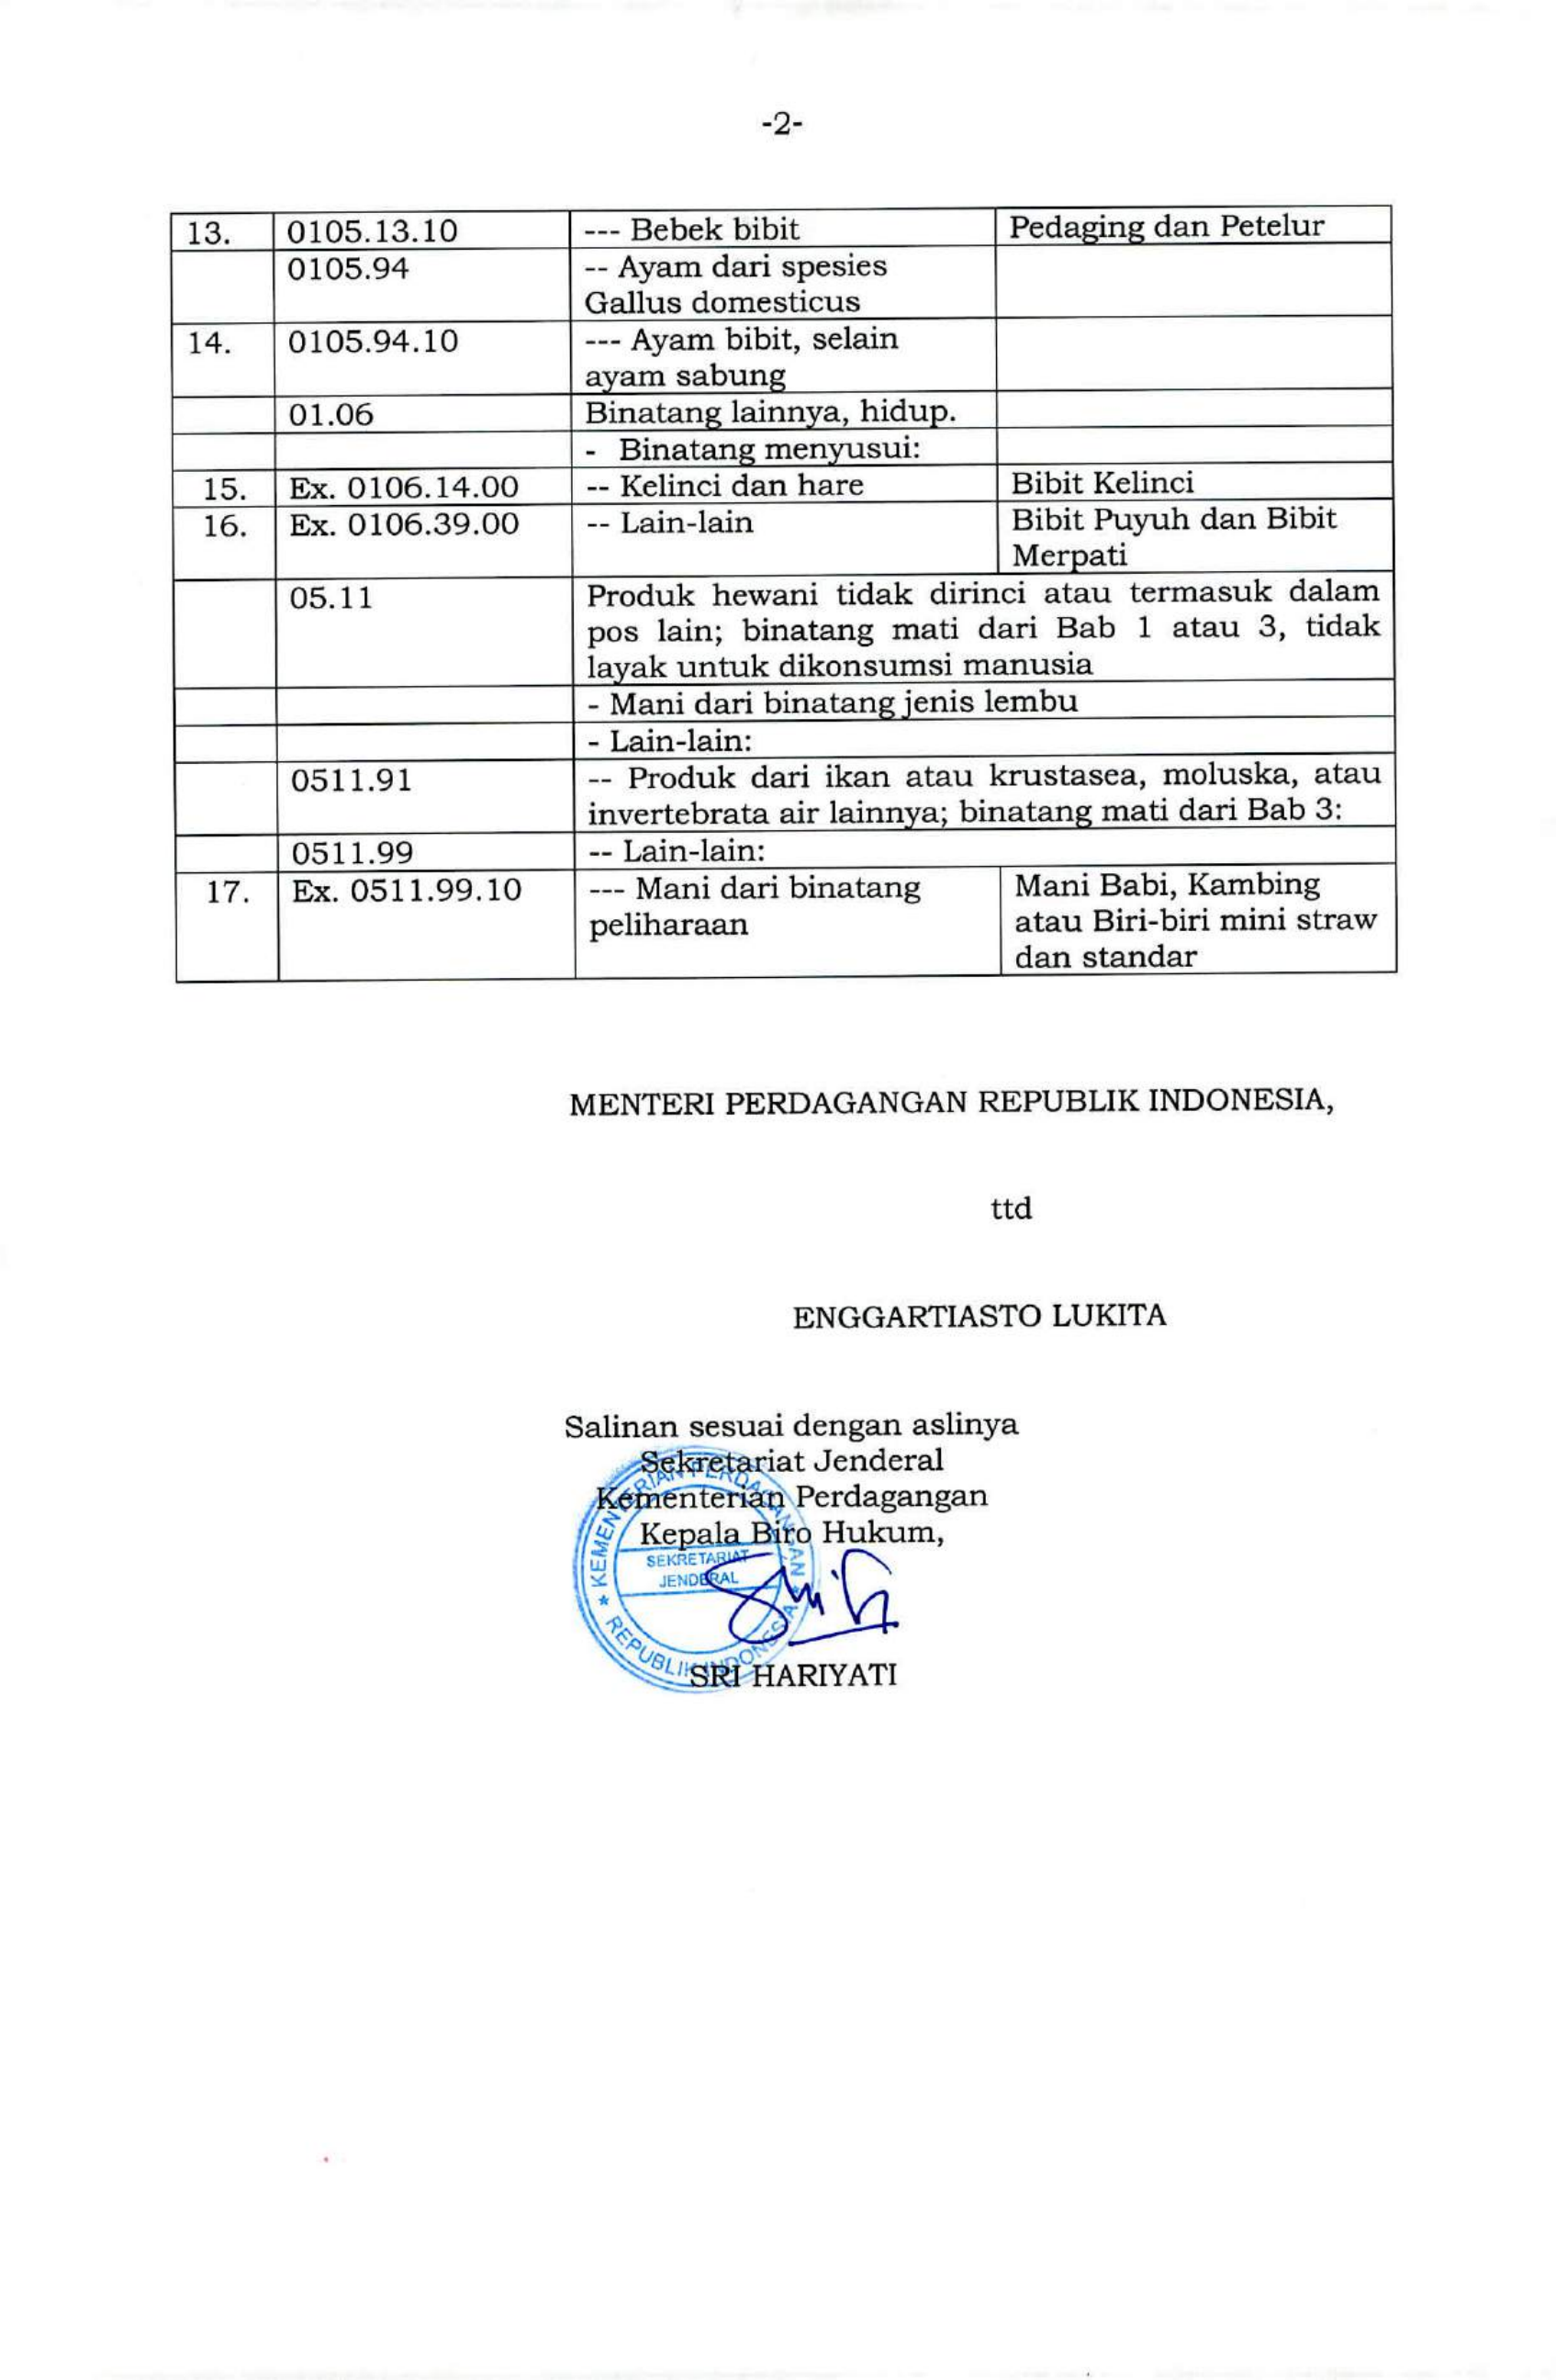 -2-
13. 0105.13.10 --- Bebek bibit Pedaging dan Petelur
0105.94 -- Ayam dari spesies
Gallus domesticus
14. 0105.94.10 --- Ayam bibit, selain
ayam sabung
01.06 Binatang lainnya, hidup.
- Binatang menyusui:
15. Ex. 0106.14.00 -- Kelinci dan hare Bibit Kelinci
16. Ex. 0106.39.00 -- Lain-lain Bibit Puyuh dan Bibit
Merpati
05.11 Produk hewani tidak dirinci atau termasuk dalam
pos lain; binatang mati dari Bab 1 atau 3, tidak
layak untuk dikonsumsi manusia
- Mani dari binatang jenis lembu
- Lain-lain:
0511.91 -- Produk dari ikan atau krustasea, moluska, atau
invertebrata air lainnya; binatang mati dari Bab 3:
0511.99 -- Lain-lain:
17. Ex. 0511.99.10 --- Mani dari binatang Mani Babi, Kambing
peliharaan atau Biri-biri mini straw
dan standar
MENTERI PERDAGANGAN REPUBLIK INDONESIA,
ttd
ENGGARTIASTO LUKITA
Salinan sesuai dengan aslinya
Sekretariat Jenderal
Kementerian Perdagangan
Kepala Biro Hukum,
KEMENTERIAN PERDAGANGAN
SEKRETARIAT
JENDERAL
REPUBLIK INDONESIA
SRI HARIYATI